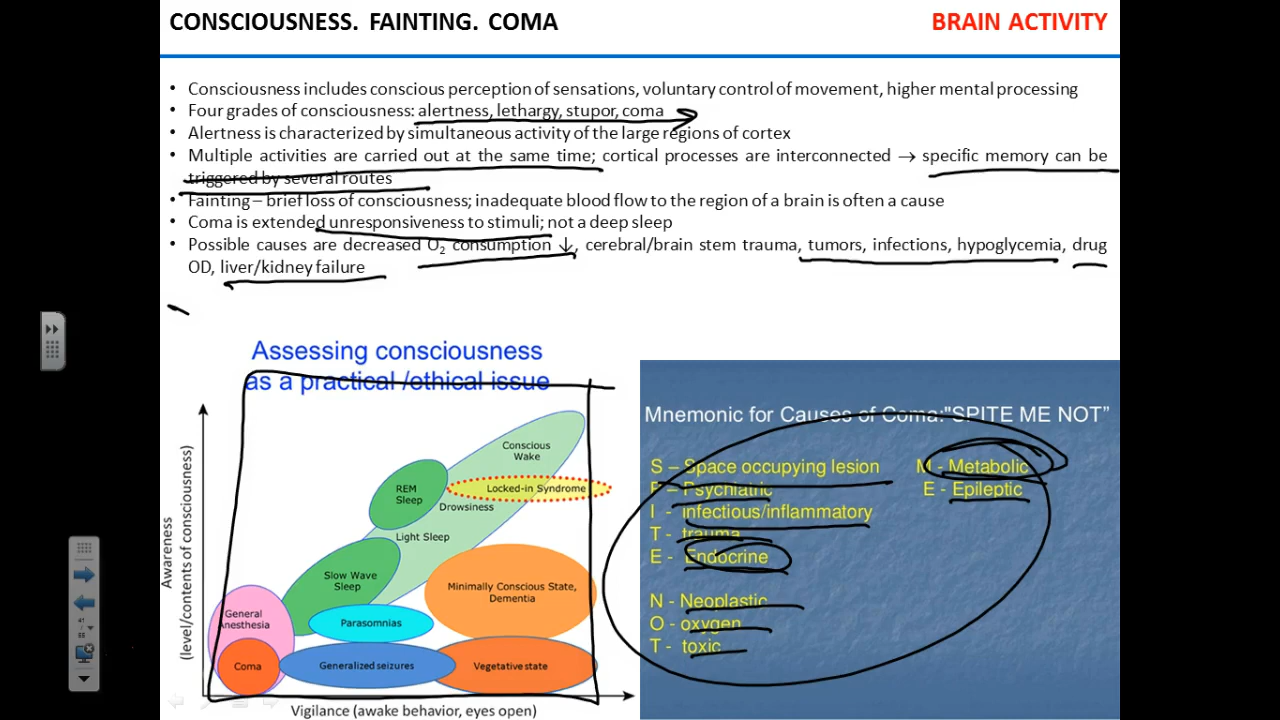 CONSCIOUSNESS. FAINTING. COMA
BRAIN ACTIVITY
• Consciousness includes conscious perception of sensations, voluntary control of movement, higher mental processing
• Four grades of consciousness: alertness, lethargy, stupor, coma
• Alertness is characterized by simultaneous activity of the large regions of cortex
• Multiple activities are carried out at the same time; cortical processes are interconnected → specific memory can be
triggered by several routes
• Fainting – brief loss of consciousness; inadequate blood flow to the region of a brain is often a cause
• Coma is extended unresponsiveness to stimuli; not a deep sleep
• Possible causes are decreased O₂ consumption ↓, cerebral/brain stem trauma, tumors, infections, hypoglycemia, drug
OD, liver/kidney failure
Assessing consciousness
as a practical /ethical issue
Awareness
(level/contents of consciousness)
Conscious
Wake
REM
Sleep
Locked-in Syndrome
Drowsiness
Light Sleep
Slow Wave
Sleep
Minimally Conscious State,
Dementia
General
Anesthesia
Parasomnias
Coma
Generalized seizures
Vegetative state
Vigilance (awake behavior, eyes open)
Mnemonic for Causes of Coma:"SPITE ME NOT"
S – Space occupying lesion
P – Psychiatric
I - infectious/inflammatory
T - trauma
E - Endocrine
N - Neoplastic
O - oxygen
T - toxic
M - Metabolic
E - Epileptic
41
/
88